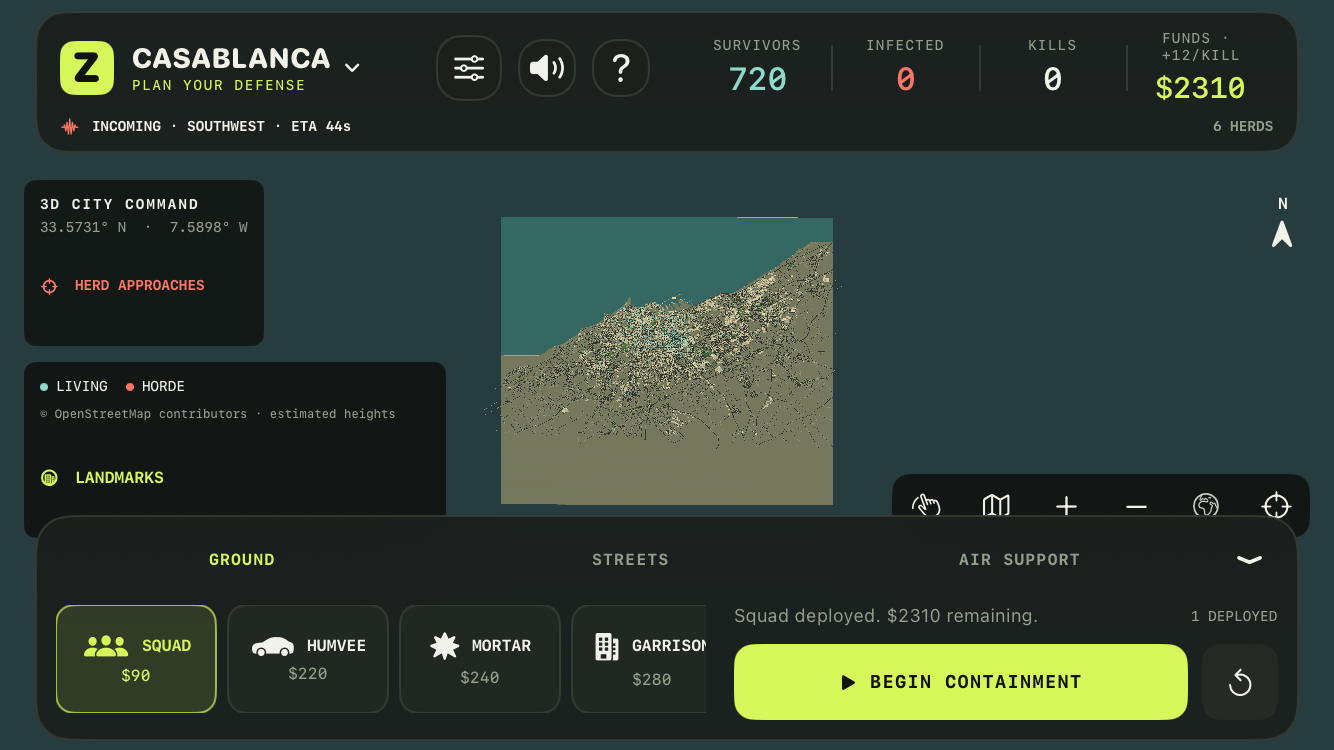 Z
CASABLANCA
PLAN YOUR DEFENSE
?
SURVIVORS
720
INFECTED
0
KILLS
0
FUNDS ·
+12/KILL
$2310
INCOMING · SOUTHWEST · ETA 44s
6 HERDS
3D CITY COMMAND
33.5731° N · 7.5898° W
HERD APPROACHES
N
LIVING
HORDE
© OpenStreetMap contributors · estimated heights
LANDMARKS
GROUND
STREETS
AIR SUPPORT
SQUAD
$90
HUMVEE
$220
MORTAR
$240
GARRISON
$280
Squad deployed. $2310 remaining.
1 DEPLOYED
BEGIN CONTAINMENT